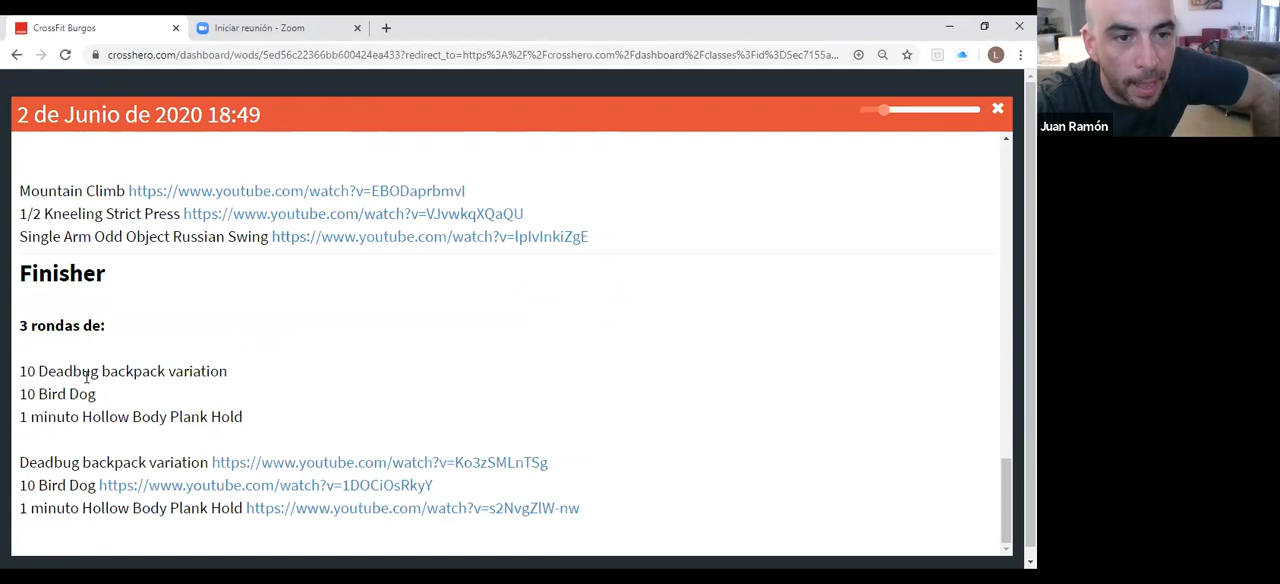 CrossFit Burgos
Iniciar reunión - Zoom
crosshero.com/dashboard/wods/5ed56c22366bb600424ea433?redirect_to=https%3A%2F%2Fcrosshero.com%2Fdashboard%2Fclasses%3Fid%3D5ec7155a...
L
2 de Junio de 2020 18:49
Juan Ramón
Mountain Climb https://www.youtube.com/watch?v=EBODaprbmvI
1/2 Kneeling Strict Press https://www.youtube.com/watch?v=VJvwkqXQaQU
Single Arm Odd Object Russian Swing https://www.youtube.com/watch?v=IpIvInkiZgE
Finisher
3 rondas de:
10 Deadbug backpack variation
10 Bird Dog
1 minuto Hollow Body Plank Hold
Deadbug backpack variation https://www.youtube.com/watch?v=Ko3zSMLnTSg
10 Bird Dog https://www.youtube.com/watch?v=1DOCiOsRkyY
1 minuto Hollow Body Plank Hold https://www.youtube.com/watch?v=s2NvgZlW-nw